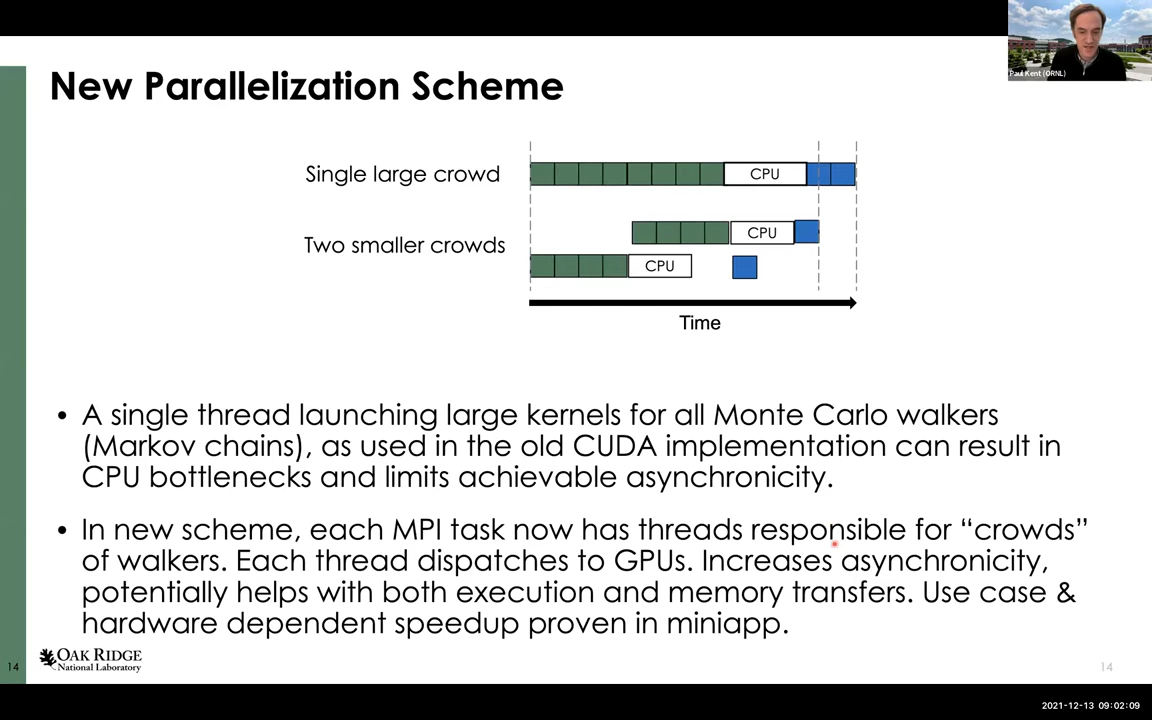 Paul Kent (ORNL)
New Parallelization Scheme
Single large crowd
CPU
Two smaller crowds
CPU
CPU
Time
• A single thread launching large kernels for all Monte Carlo walkers
(Markov chains), as used in the old CUDA implementation can result in
CPU bottlenecks and limits achievable asynchronicity.
• In new scheme, each MPI task now has threads responsible for “crowds”
of walkers. Each thread dispatches to GPUs. Increases asynchronicity,
potentially helps with both execution and memory transfers. Use case &
hardware dependent speedup proven in miniapp.
14
OAK RIDGE
National Laboratory
14
2021-12-13 09:02:09